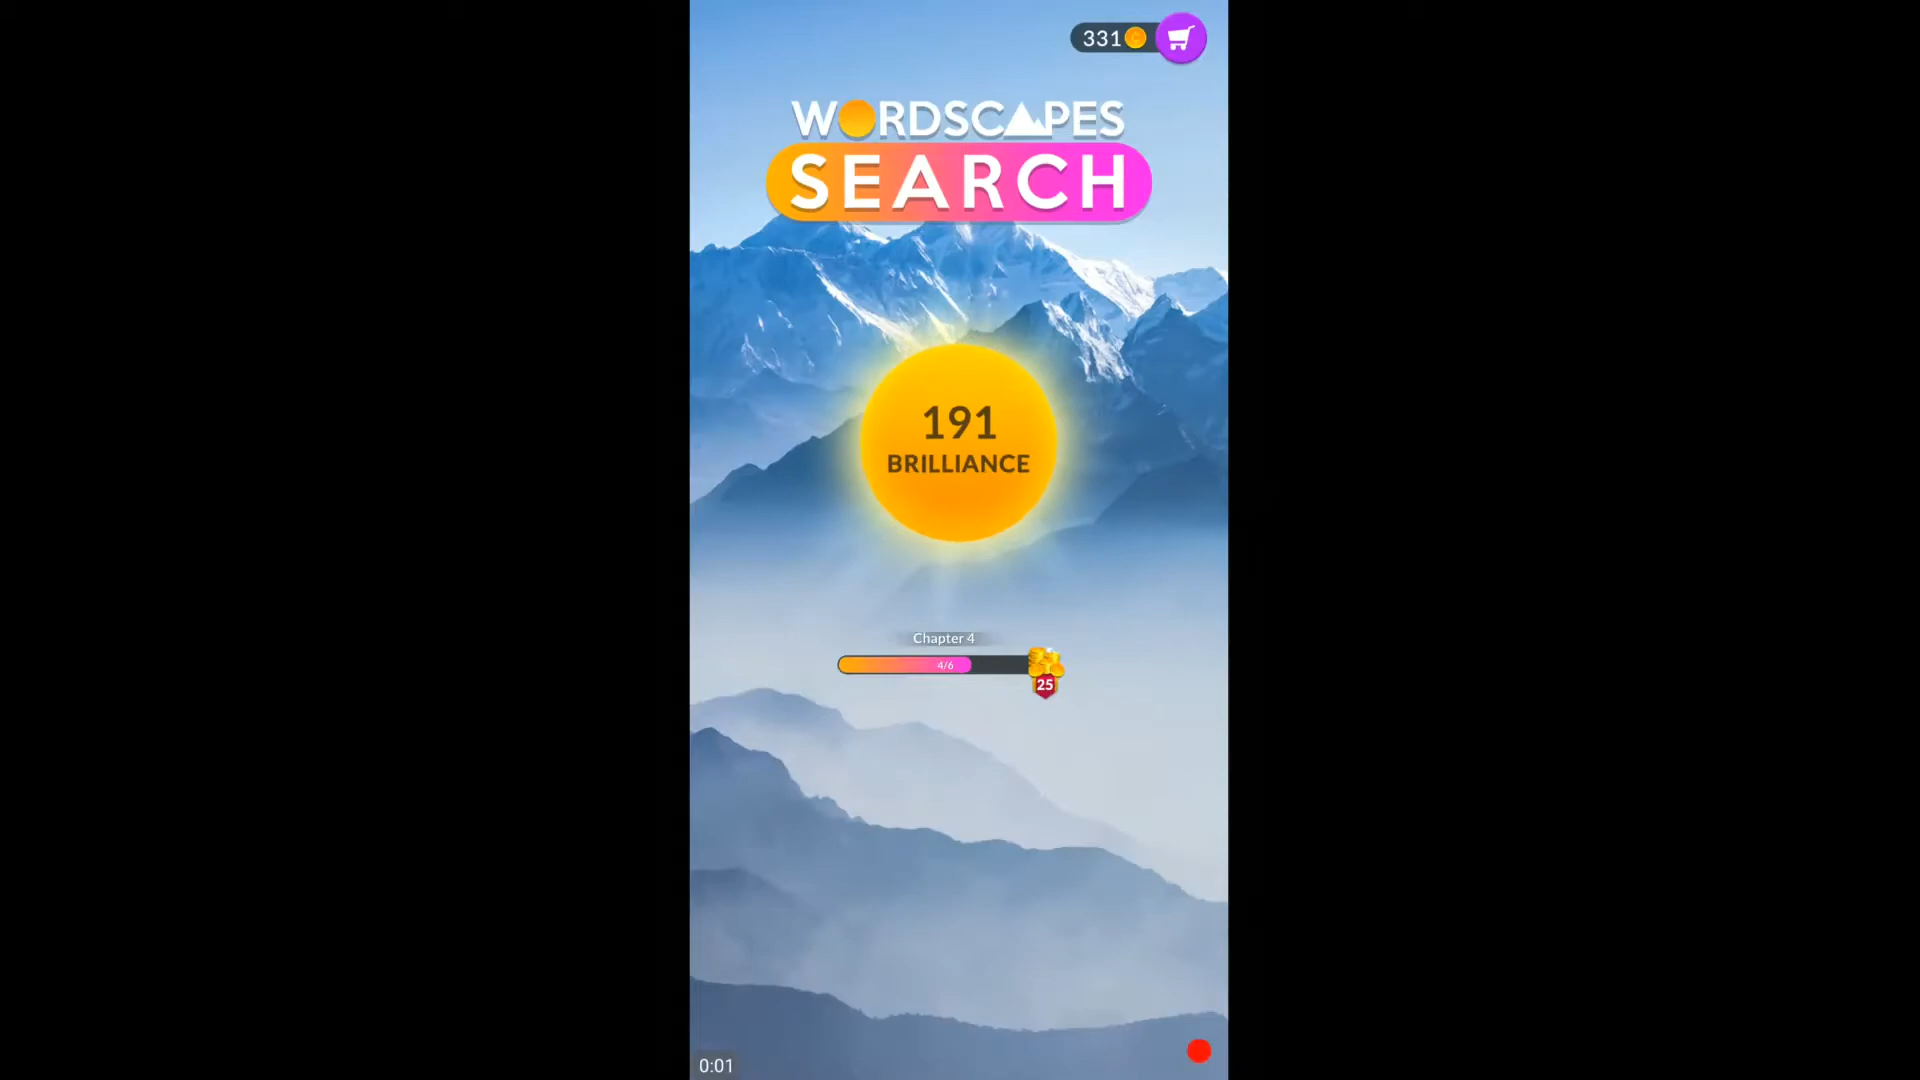 331
WORDSCAPES
SEARCH
191
BRILLIANCE
Chapter 4
4/6
25
0:01